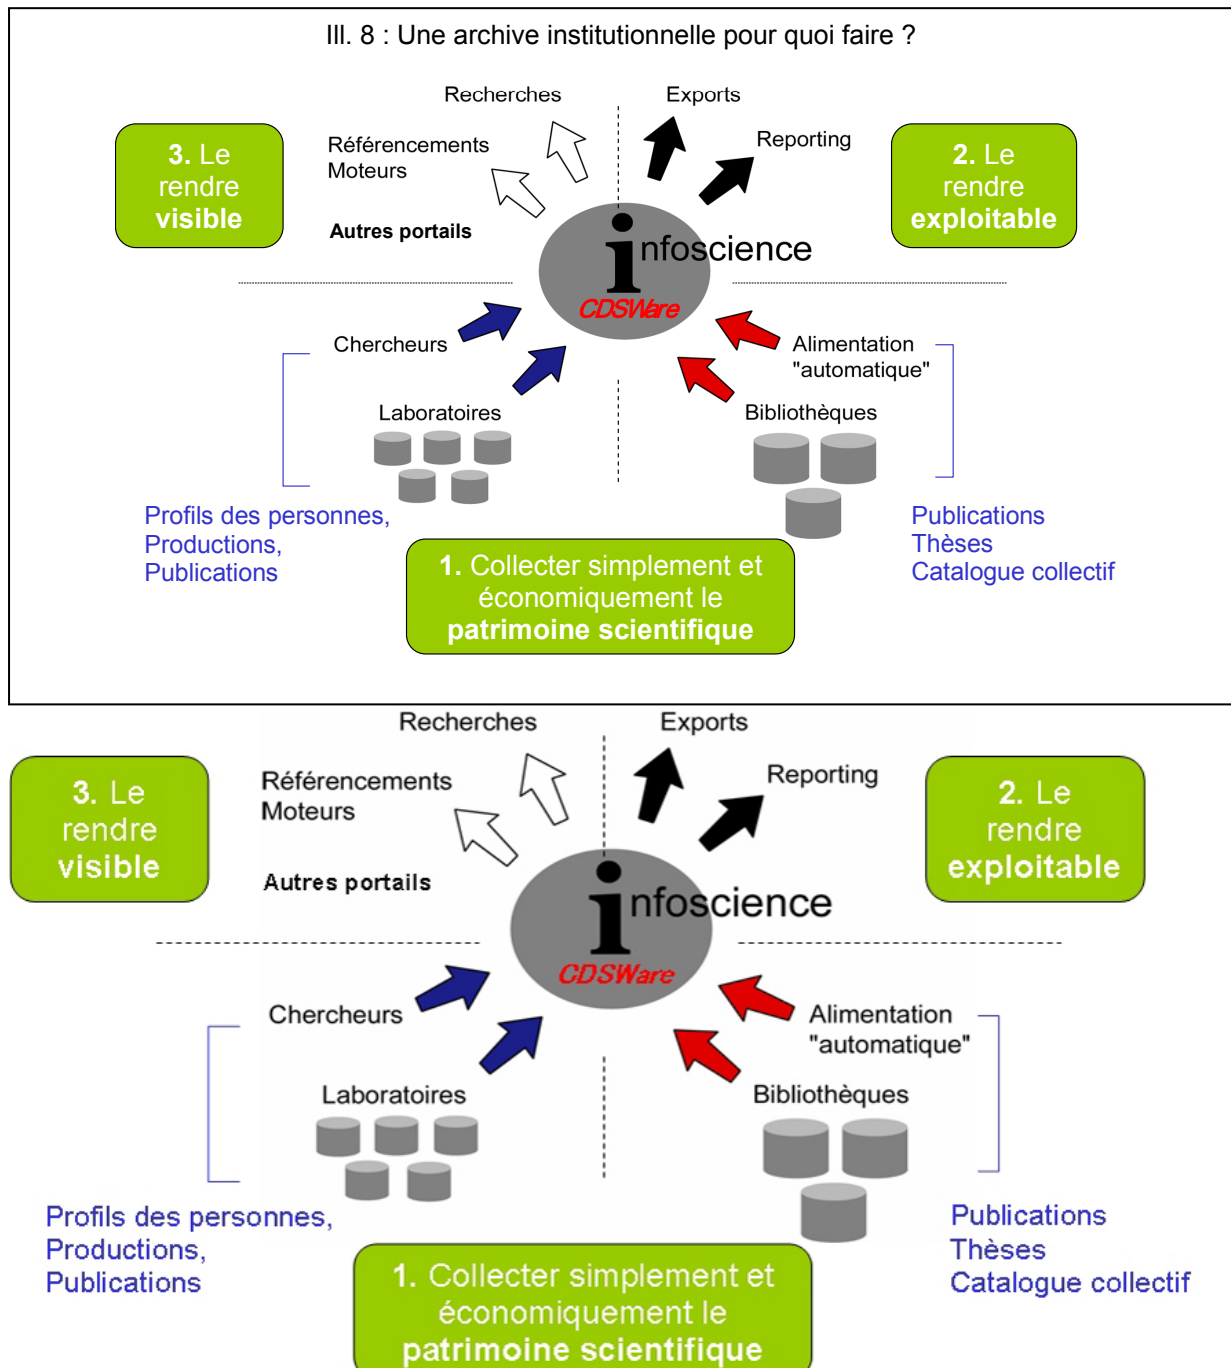 Ill. 8 : Une archive institutionnelle pour quoi faire ?
Recherches
Exports
Référencements
Moteurs
Reporting
3. Le
rendre
visible
2. Le
rendre
exploitable
Autres portails
infoscience
CDSWare
Chercheurs
Alimentation
"automatique"
Laboratoires
Bibliothèques
Profils des personnes,
Productions,
Publications
Publications
Thèses
Catalogue collectif
1. Collecter simplement et
économiquement le
patrimoine scientifique
Recherches
Exports
Référencements
Moteurs
Reporting
3. Le
rendre
visible
2. Le
rendre
exploitable
Autres portails
infoscience
CDSWare
Chercheurs
Alimentation
"automatique"
Laboratoires
Bibliothèques
Profils des personnes,
Productions,
Publications
Publications
Thèses
Catalogue collectif
1. Collecter simplement et
économiquement le
patrimoine scientifique